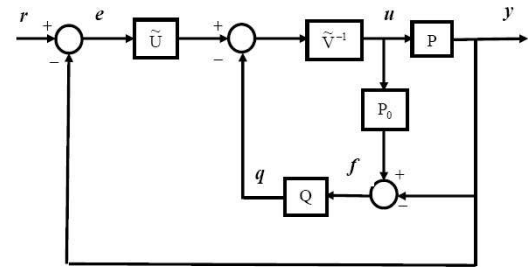 r + e Ũ + u P y
− − Ṽ⁻¹
P₀
q Q f +
−